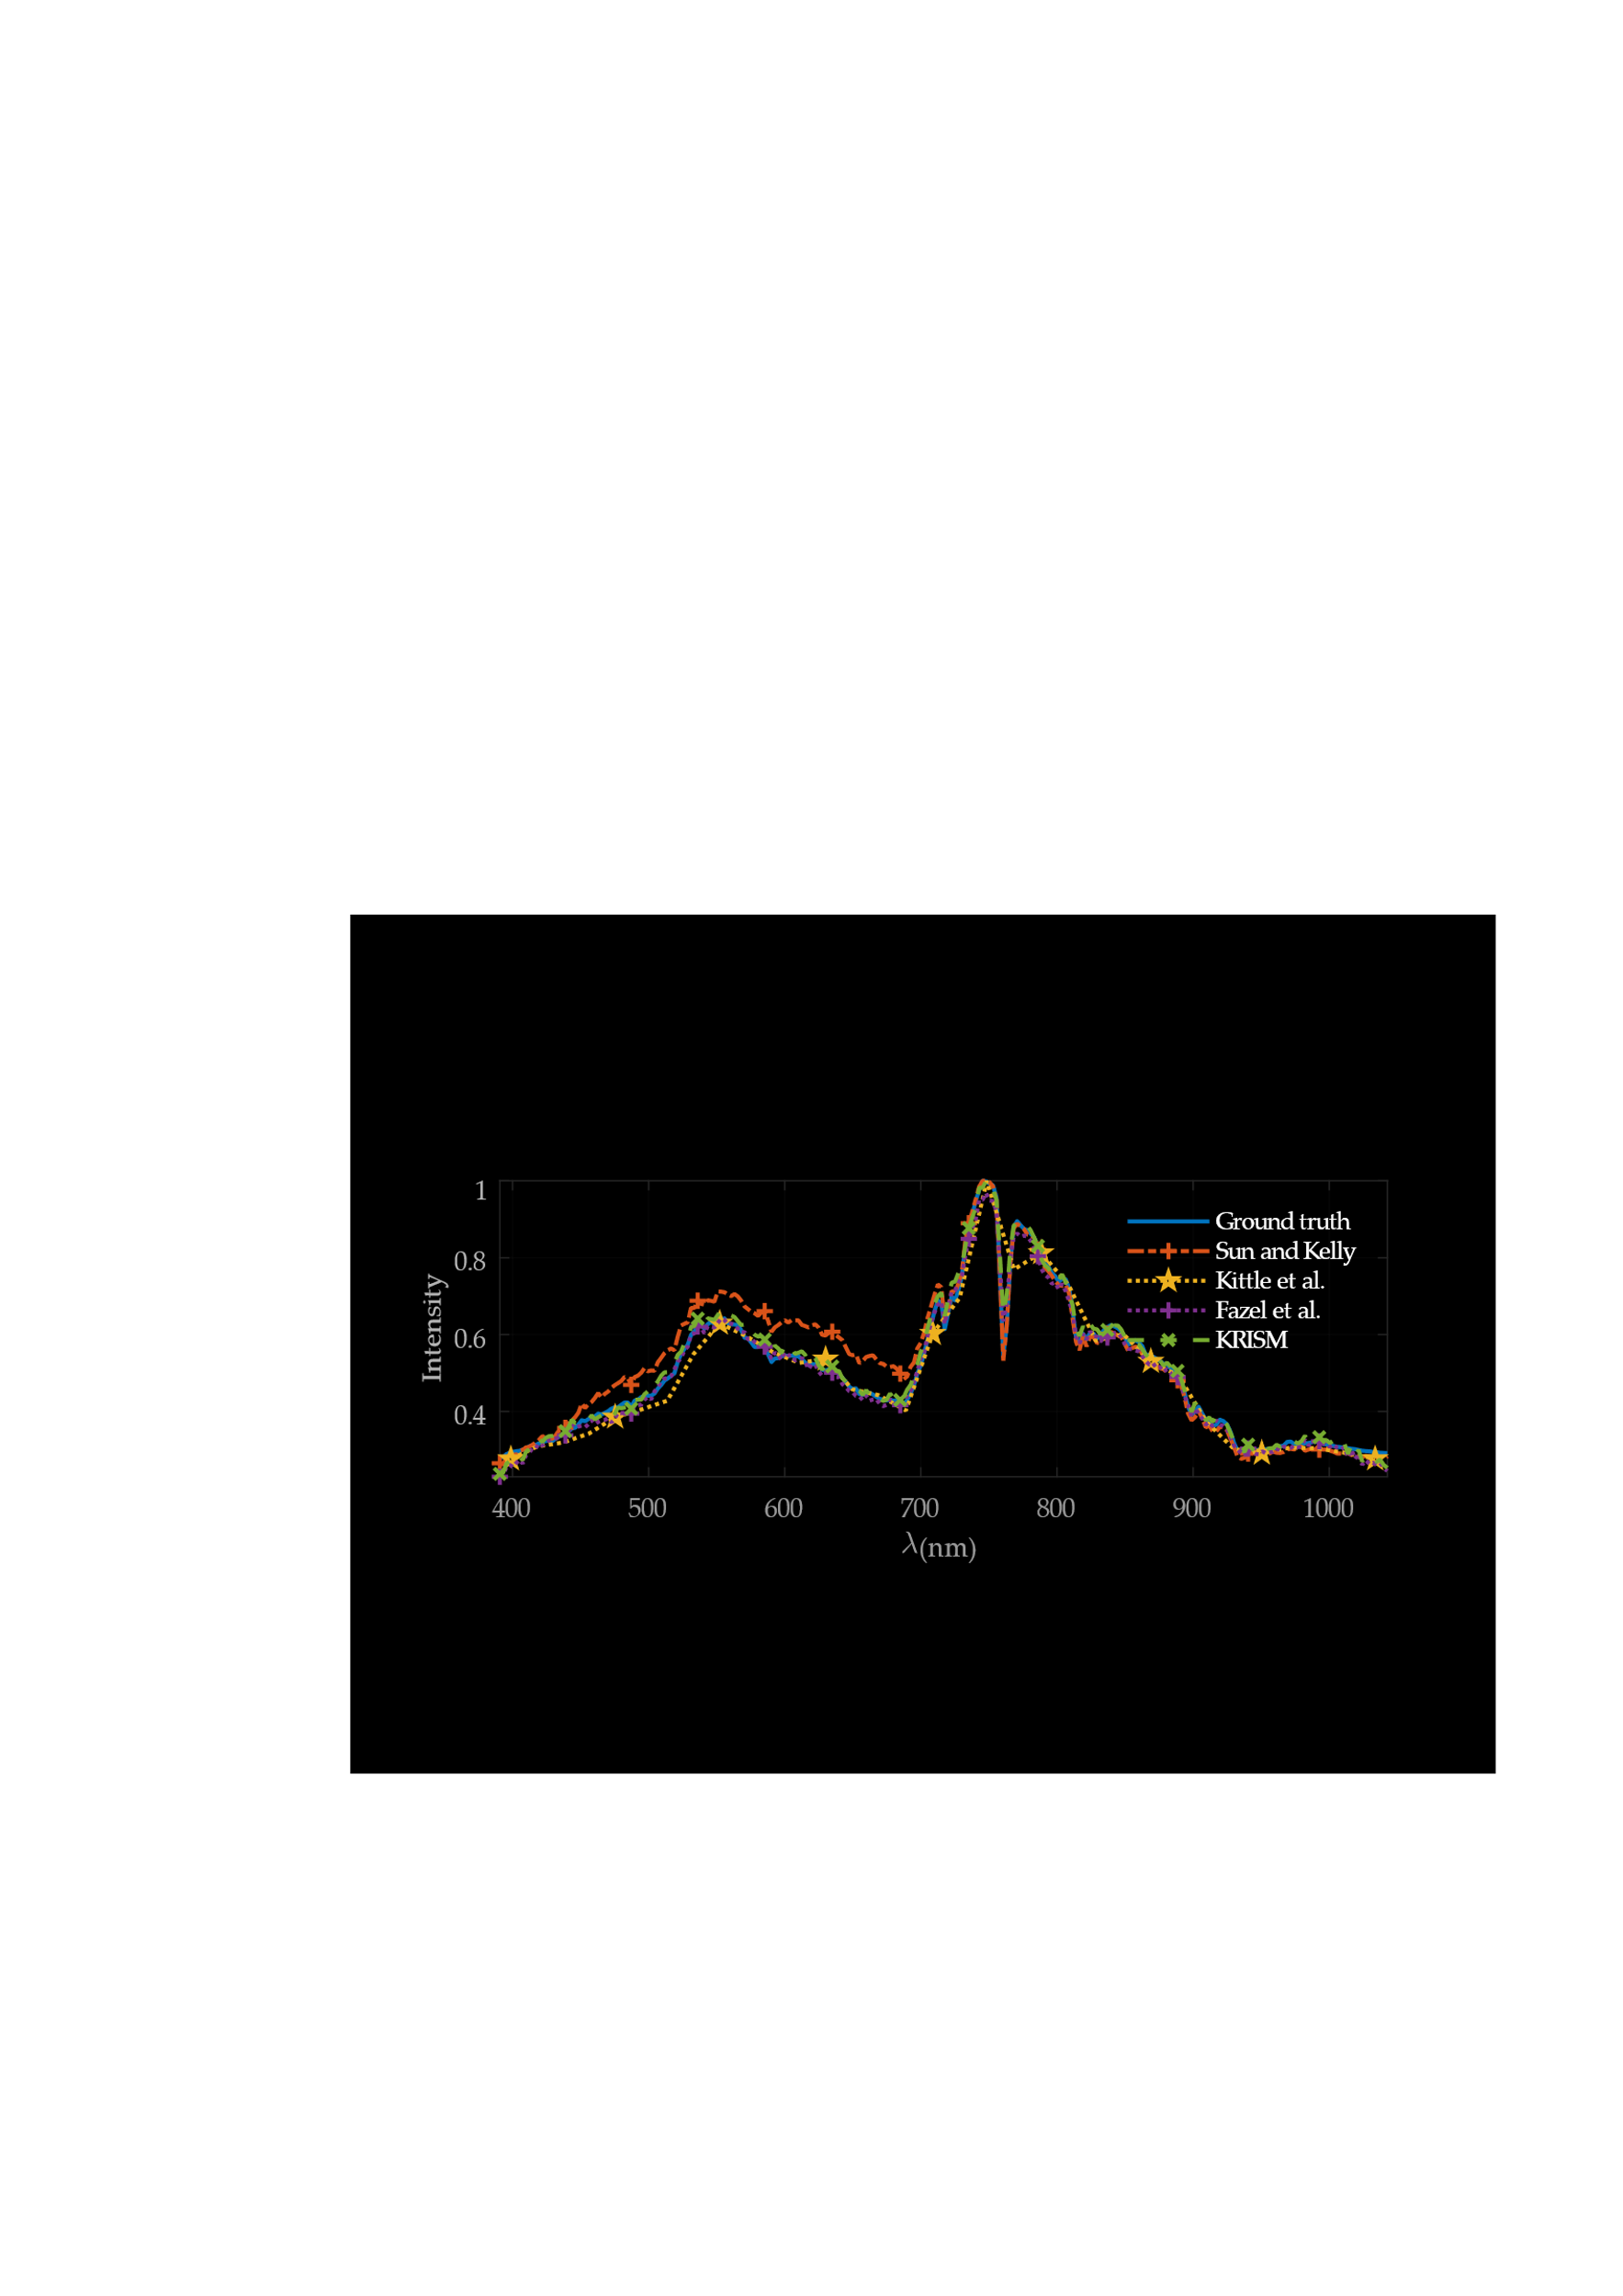 1
0.8
0.6
0.4
Intensity
Ground truth
Sun and Kelly
Kittle et al.
Fazel et al.
KRISM
400 500 600 700 800 900 1000
λ(nm)